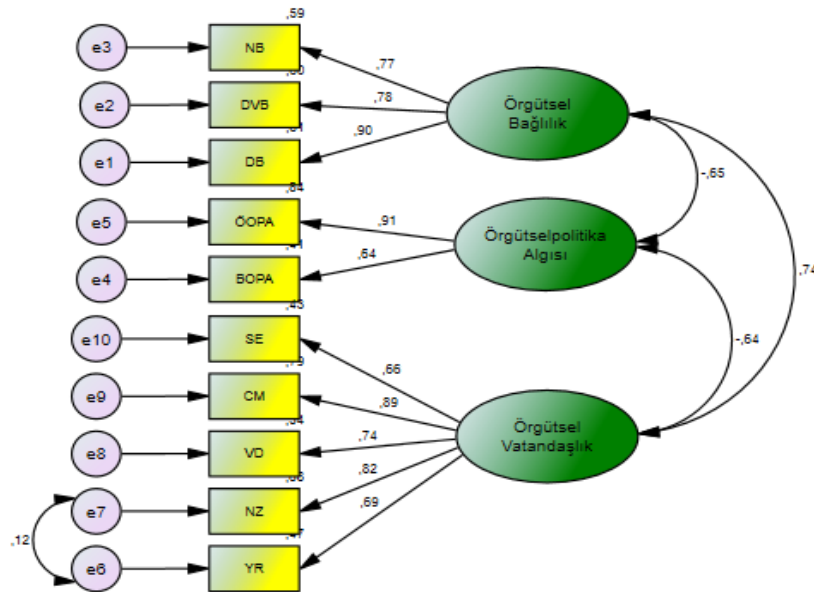 ,59
e3
NB
,77
e2
DVB
,78
Örgütsel
Bağlılık
,90
e1
DB
-,65
,84
e5
ÖOPA
,91
Örgütselpolitika
Algısı
e4
BOPA
,64
,74
,43
e10
SE
-,64
,66
e9
CM
,89
Örgütsel
Vatandaşlık
e8
VD
,74
,82
e7
NZ
,69
,12
,47
e6
YR